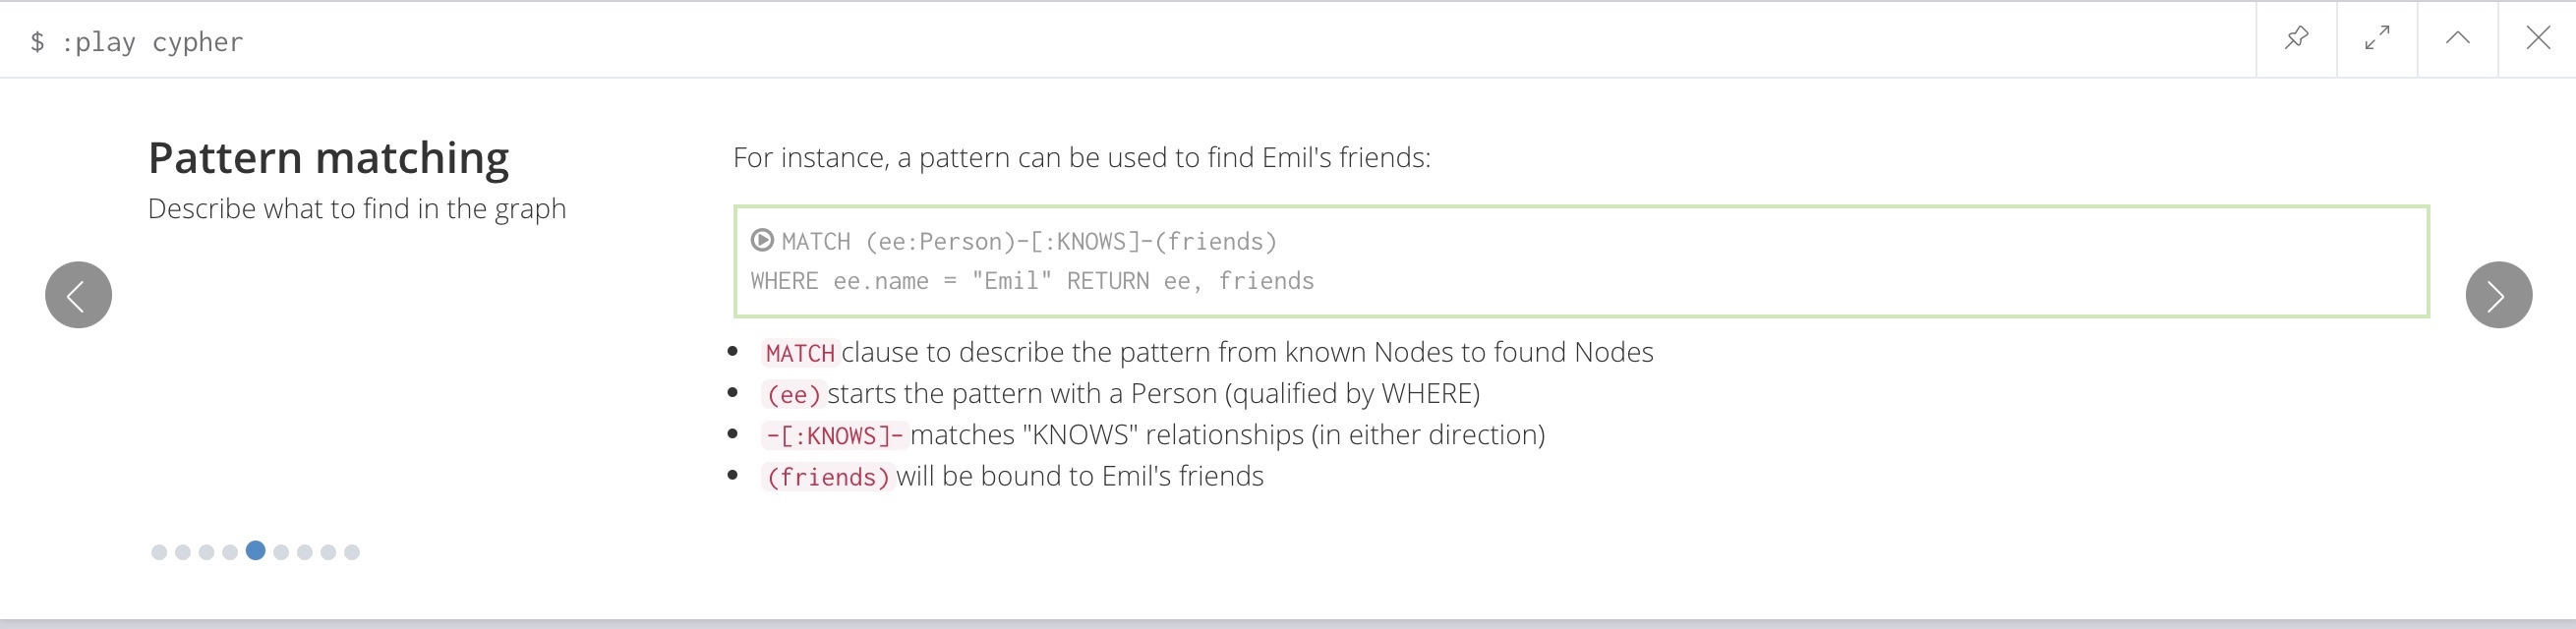 $ :play cypher
Pattern matching
Describe what to find in the graph
For instance, a pattern can be used to find Emil's friends:
MATCH (ee:Person)-[:KNOWS]-(friends)
WHERE ee.name = "Emil" RETURN ee, friends
MATCH clause to describe the pattern from known Nodes to found Nodes
(ee) starts the pattern with a Person (qualified by WHERE)
-[:KNOWS]- matches "KNOWS" relationships (in either direction)
(friends) will be bound to Emil's friends